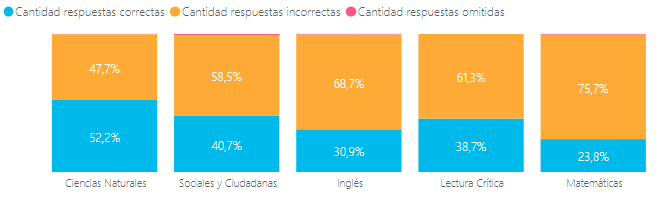 Cantidad respuestas correctas Cantidad respuestas incorrectas Cantidad respuestas omitidas
47,7% 58,5% 68,7% 61,3% 75,7%
52,2% 40,7% 30,9% 38,7% 23,8%
Ciencias Naturales Sociales y Ciudadanas Inglés Lectura Crítica Matemáticas